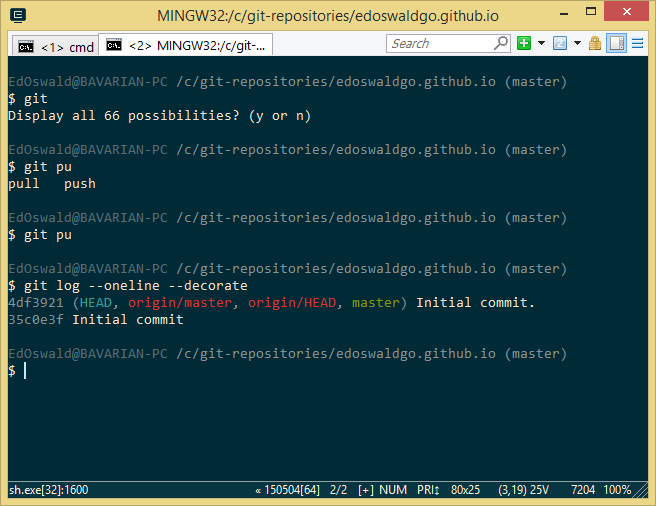 MINGW32:/c/git-repositories/edoswaldgo.github.io
<1> cmd
<2> MINGW32:/c/git-...
Search
EdOswald@BAVARIAN-PC /c/git-repositories/edoswaldgo.github.io (master)
$ git
Display all 66 possibilities? (y or n)
EdOswald@BAVARIAN-PC /c/git-repositories/edoswaldgo.github.io (master)
$ git pu
pull   push
EdOswald@BAVARIAN-PC /c/git-repositories/edoswaldgo.github.io (master)
$ git pu
EdOswald@BAVARIAN-PC /c/git-repositories/edoswaldgo.github.io (master)
$ git log --oneline --decorate
4df3921 (HEAD, origin/master, origin/HEAD, master) Initial commit.
35c0e3f Initial commit
EdOswald@BAVARIAN-PC /c/git-repositories/edoswaldgo.github.io (master)
$
sh.exe[32]:1600 « 150504[64] 2/2 [+] NUM PRI↕ 80x25 (3,19) 25V 7204 100%